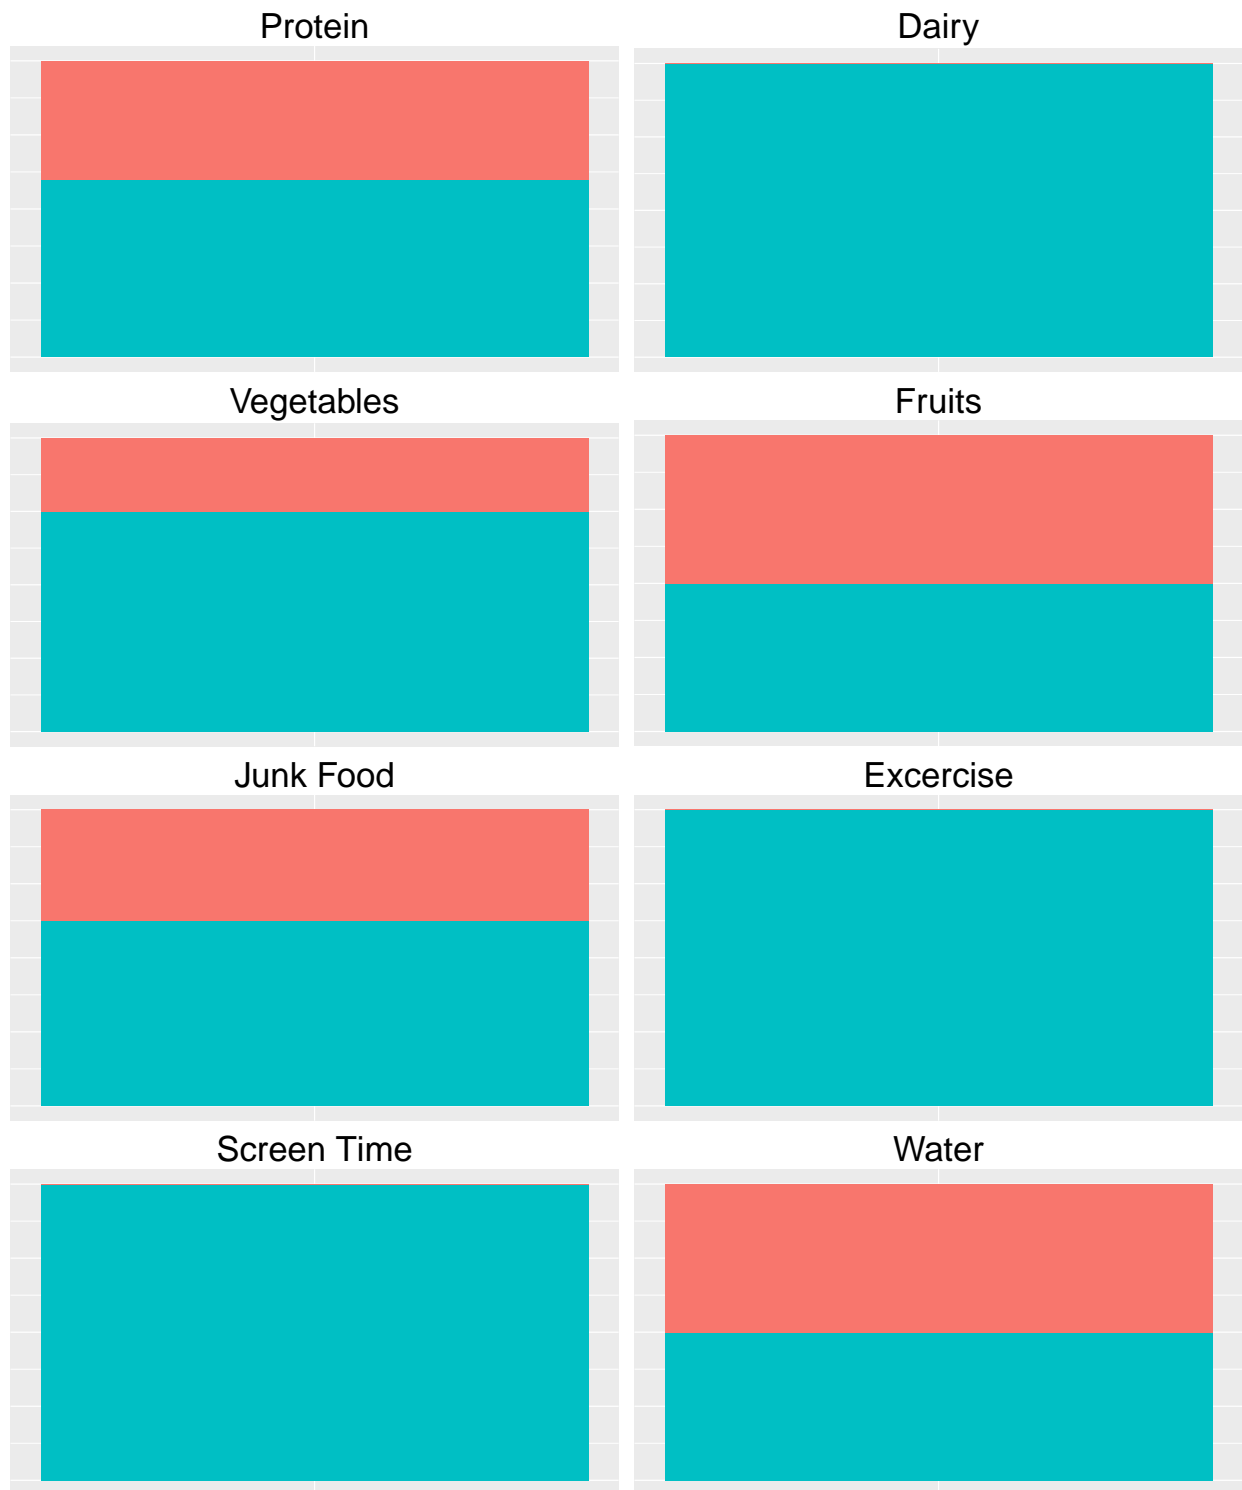 Protein
Dairy
Vegetables
Fruits
Junk Food
Excercise
Screen Time
Water